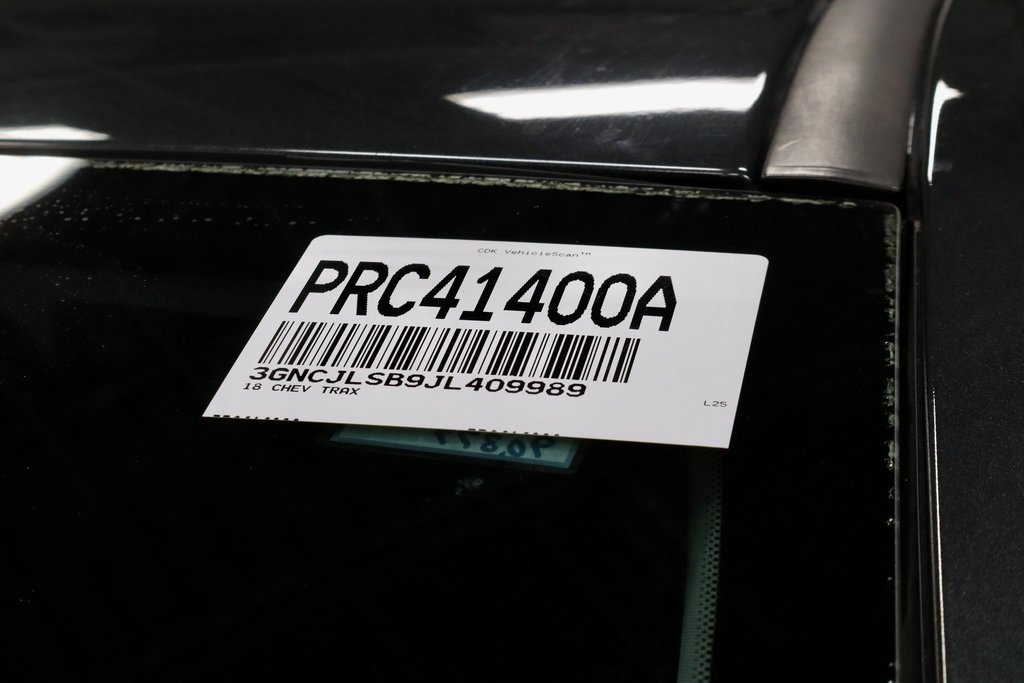 CDK VehicleScan™
PRC41400A
3GNCJLSB9JL409989
18 CHEV TRAX
L25